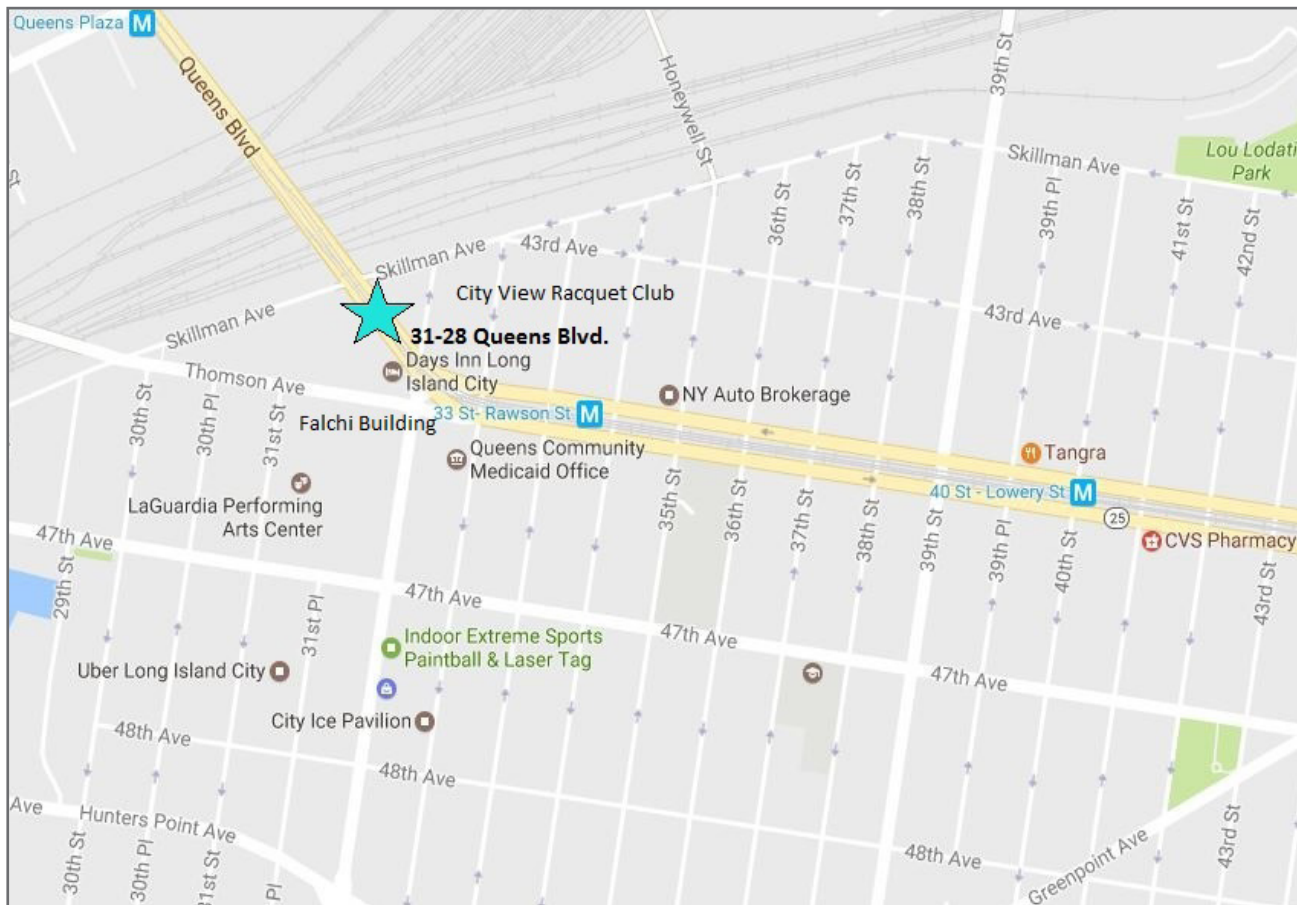 Queens Plaza M
Queens Blvd
Honeywell St
39th St
Skillman Ave
Lou Lodati
Park
St
36th St
37th St
38th St
39th Pl
41st St
42nd St
43rd Ave
Skillman Ave
City View Racquet Club
43rd Ave
Skillman Ave
31-28 Queens Blvd.
Days Inn Long
Island City
Thomson Ave
NY Auto Brokerage
30th St
30th Pl
31st St
Falchi Building
33 St- Rawson St M
Queens Community
Medicaid Office
Tangra
40 St - Lowery St M
25
CVS Pharmacy
LaGuardia Performing
Arts Center
35th St
36th St
37th St
38th St
39th St
39th Pl
40th St
43rd St
47th Ave
29th St
31st Pl
47th Ave
Indoor Extreme Sports
Paintball & Laser Tag
47th Ave
47th Ave
Uber Long Island City
City Ice Pavilion
48th Ave
48th Ave
Ave
Hunters Point Ave
30th St
30th Pl
31st St
Pl
48th Ave
Greenpoint Ave
43rd St